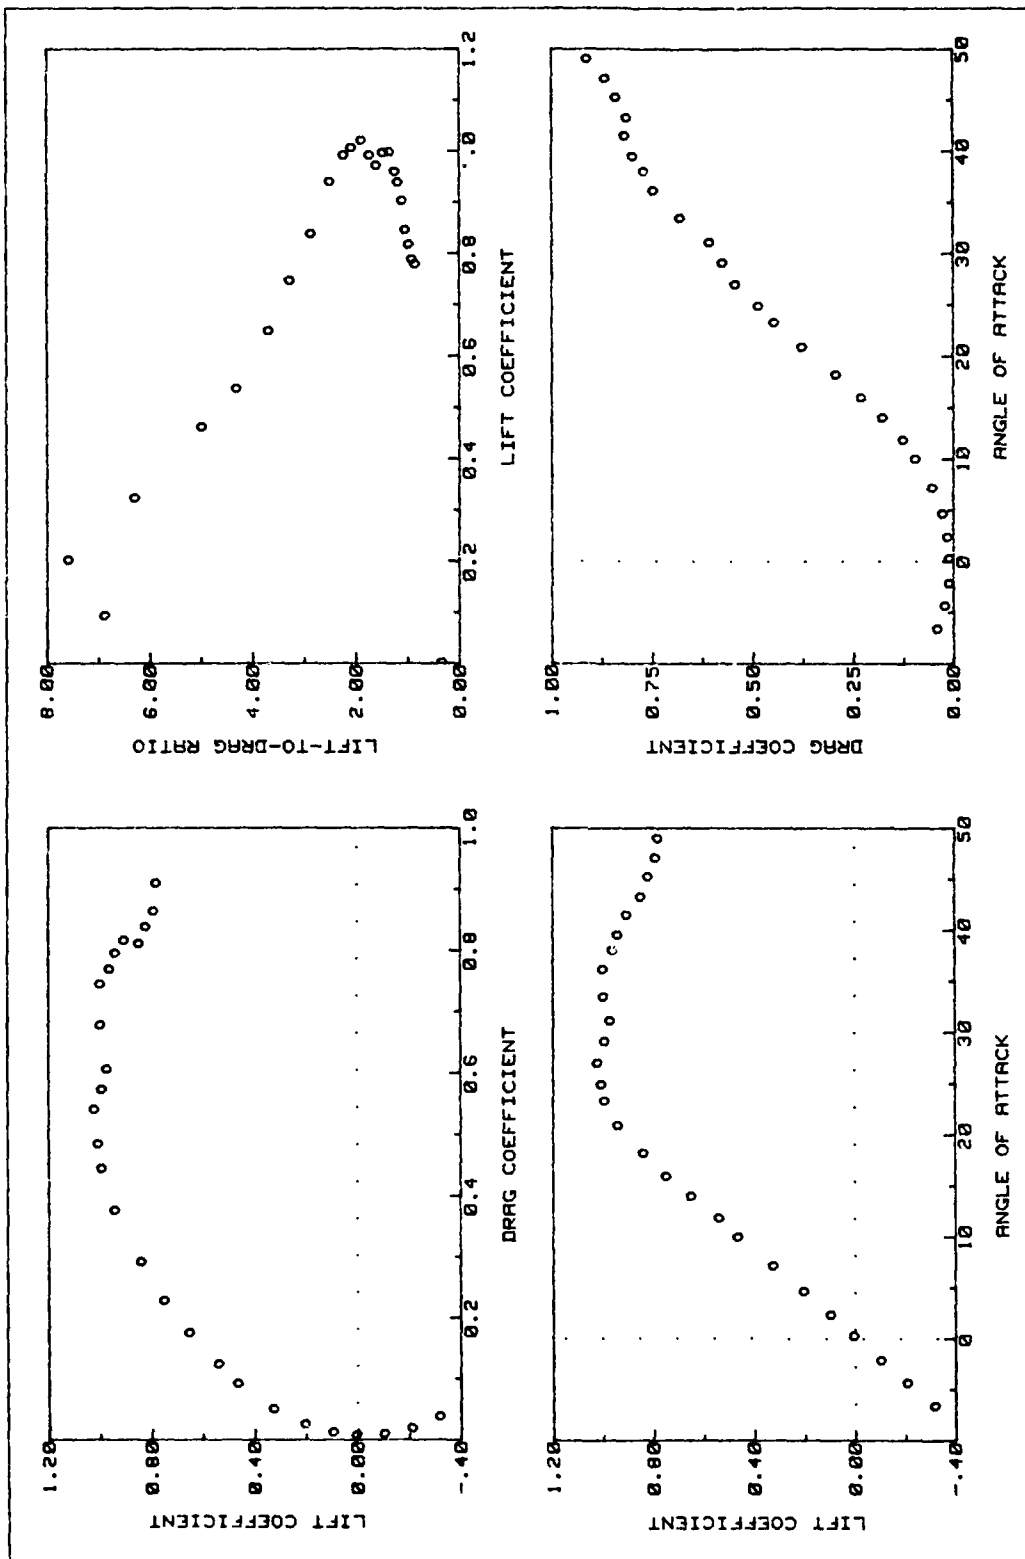 LIFT COEFFICIENT
1.20
0.80
0.40
0.00
-.40
0.2 0.4 0.6 0.8 1.0
DRAG COEFFICIENT
LIFT-TO-DRAG RATIO
8.00
6.00
4.00
2.00
0.00
0.2 0.4 0.6 0.8 1.0 1.2
LIFT COEFFICIENT
LIFT COEFFICIENT
1.20
0.80
0.40
0.00
-.40
0 10 20 30 40 50
ANGLE OF ATTACK
DRAG COEFFICIENT
1.00
0.75
0.50
0.25
0.00
0 10 20 30 40 50
ANGLE OF ATTACK